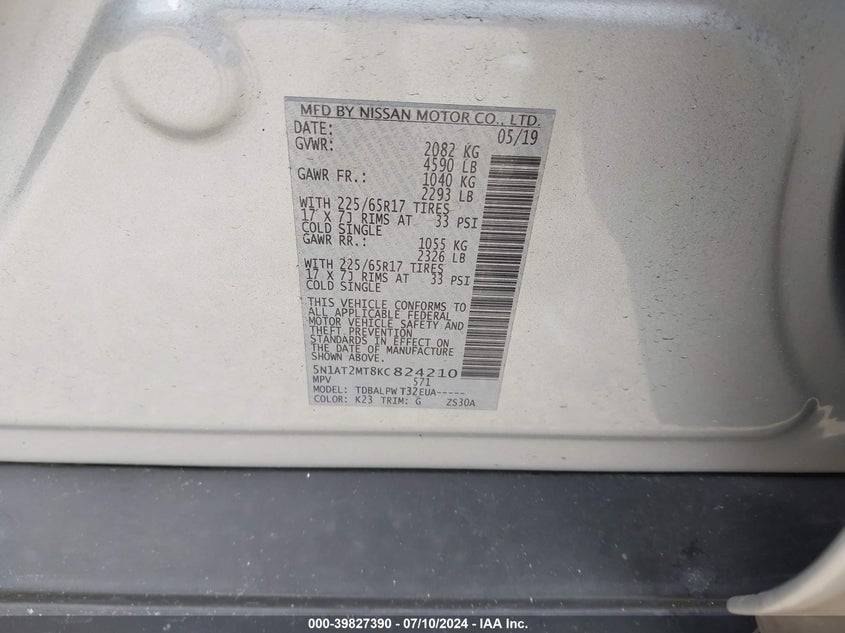 MFD BY NISSAN MOTOR CO., LTD.
DATE: 05/19
GVWR: 2082 KG
4590 LB
GAWR FR.: 1040 KG
2293 LB
WITH 225/65R17 TIRES
17 X 7J RIMS AT 33 PSI
COLD SINGLE
GAWR RR.: 1055 KG
2326 LB
WITH 225/65R17 TIRES
17 X 7J RIMS AT 33 PSI
COLD SINGLE
THIS VEHICLE CONFORMS TO
ALL APPLICABLE FEDERAL
MOTOR VEHICLE SAFETY AND
THEFT PREVENTION
STANDARDS IN EFFECT ON
THE DATE OF MANUFACTURE
SHOWN ABOVE.
5N1AT2MT8KC824210
MPV S71
MODEL: TDBALPW T32EUA-----
COLOR: K23 TRIM: G ZS30A
000-39827390 - 07/10/2024 - © IAA Inc.